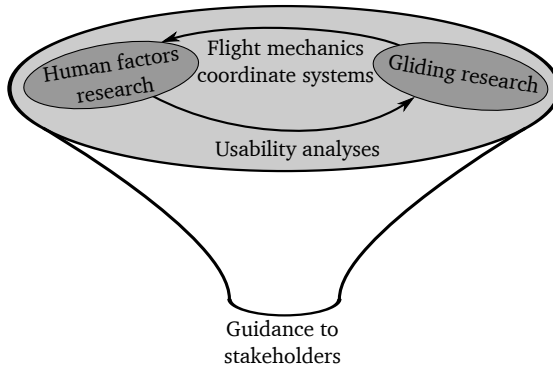 Human factors
research
Flight mechanics
coordinate systems
Gliding research
Usability analyses
Guidance to
stakeholders